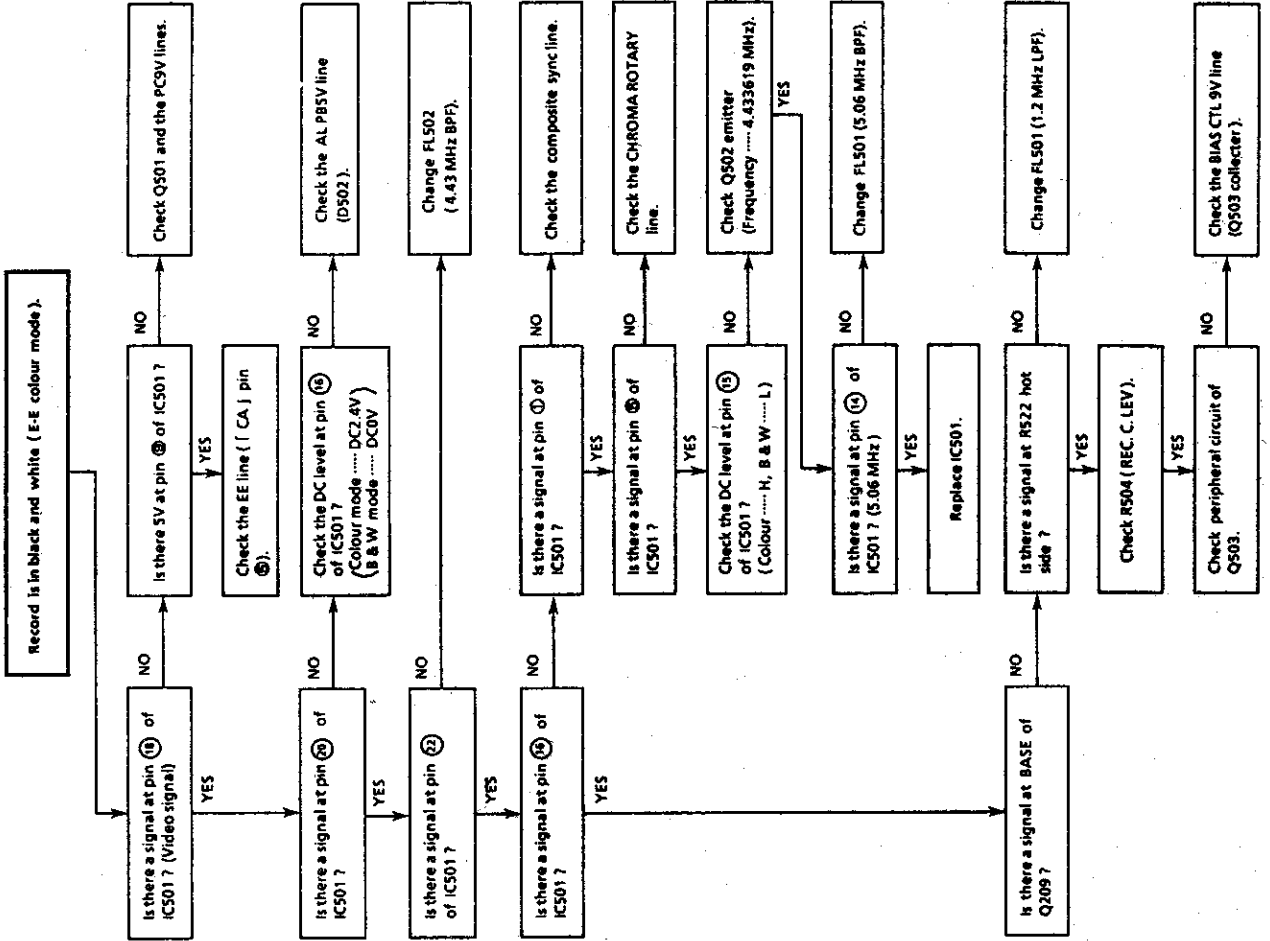 Record is in black and white ( E-E colour mode ).
Is there a signal at pin ⑱ of
IC501 ? (Video signal)
NO
Is there 5V at pin of IC501 ?
NO
Check Q501 and the PC9V lines.
YES
Check the EE line ( [ CA ] pin
).
YES
Is there a signal at pin ⑳ of
IC501 ?
NO
Check the DC level at pin ⑯
of IC501 ?
(Colour mode ----- DC2.4V
B & W mode ----- DC0V )
NO
Check the AL PB5V line
(D502 ).
YES
Is there a signal at pin ㉒
of IC501 ?
NO
Change FL502
( 4.43 MHz BPF).
YES
Is there a signal at pin ㊱ of
IC501 ?
NO
Is there a signal at pin ① of
IC501 ?
NO
Check the composite sync line.
YES
Is there a signal at pin of
IC501 ?
NO
Check the CHROMA ROTARY
line.
YES
Check the DC level at pin ⑮
of IC501 ?
( Colour ----- H, B & W ----- L )
NO
Check Q502 emitter
(Frequency ----- 4.433619 MHz).
YES
Is there a signal at pin ⑭ of
IC501 ? (5.06 MHz )
NO
Change FL501 (5.06 MHz BPF).
YES
Replace IC501.
YES
Is there a signal at BASE of
Q209 ?
NO
Is there a signal at R522 hot
side ?
NO
Change FL501 (1.2 MHz LPF).
YES
Check R504 ( REC. C. LEV ).
YES
Check peripheral circuit of
Q503.
NO
Check the BIAS CTL 9V line
(Q503 collecter ).